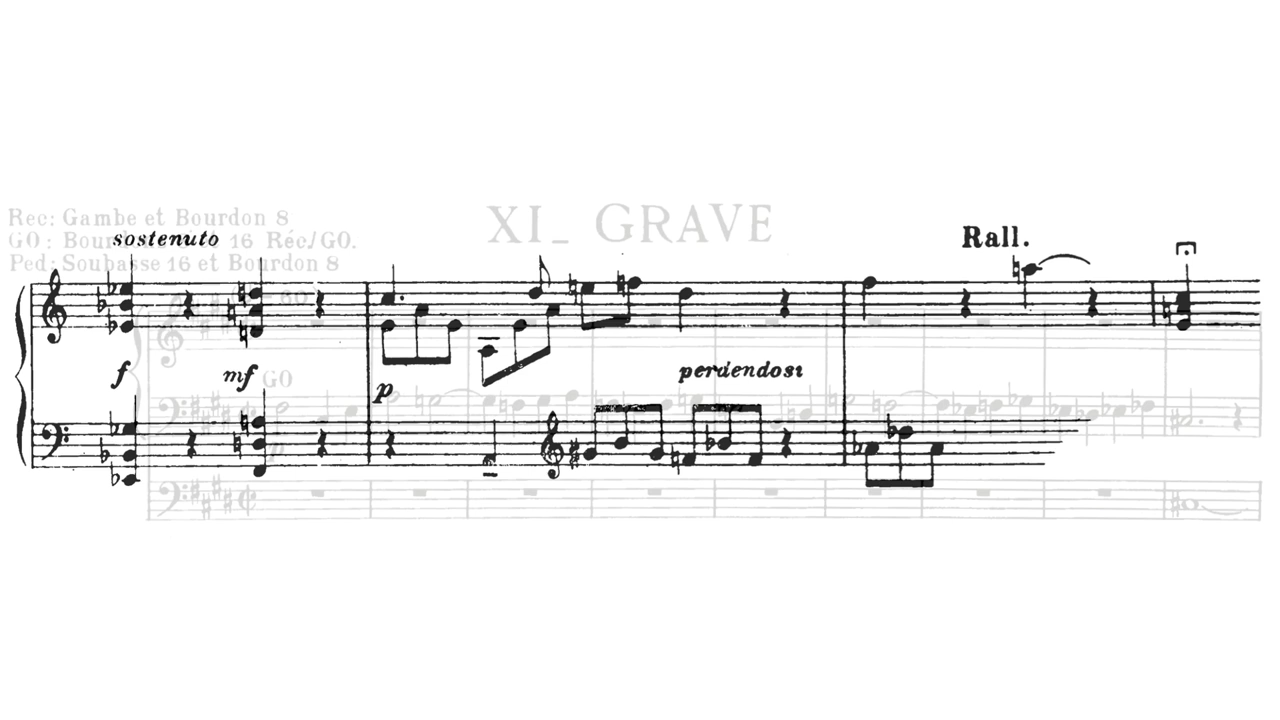 Rec: Gambe et Bourdon 8
XI_ GRAVE
GO: 16 Réc/GO.
sostenuto
Ped: Soubasse 16 et Bourdon 8
Rall.
80
f
mf
GO
p
perdendosi
p